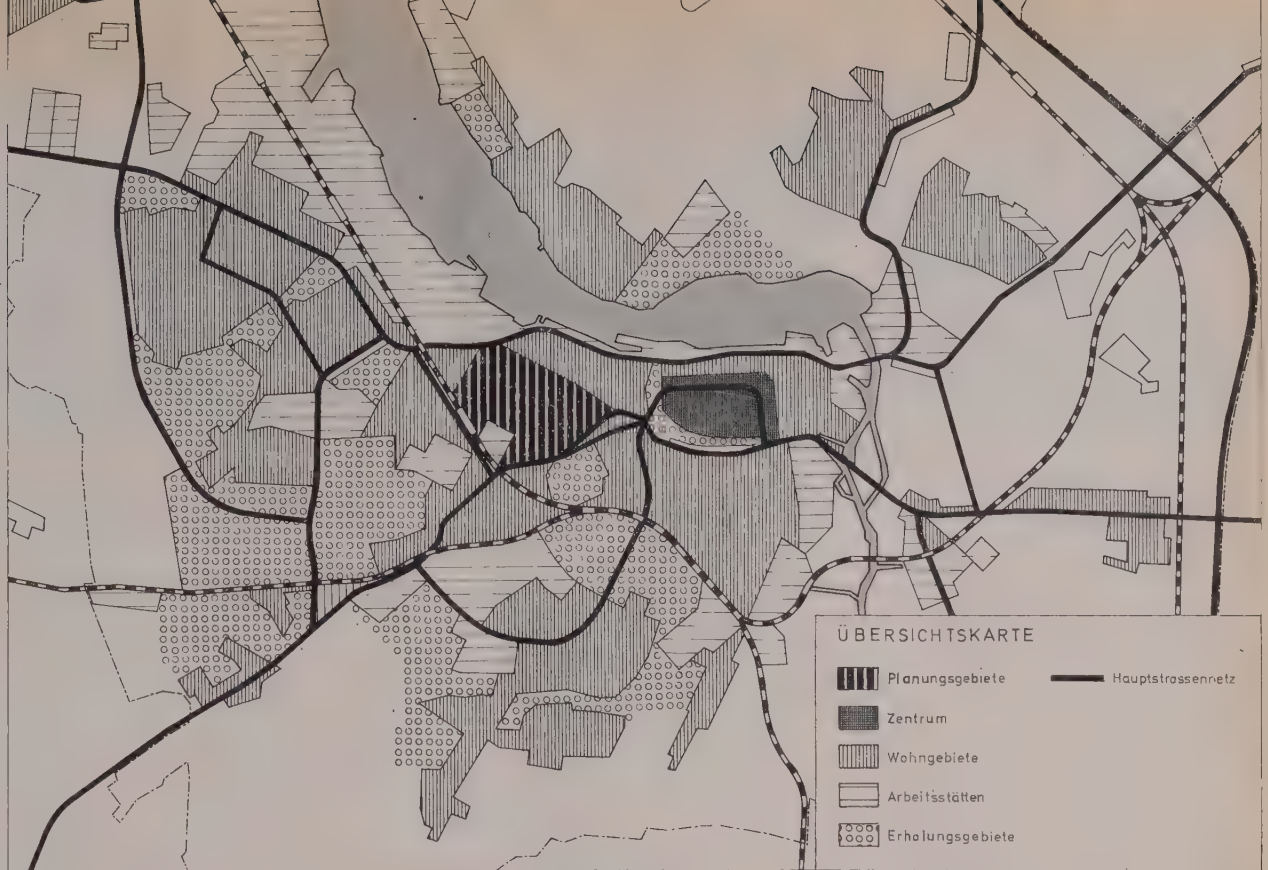 ÜBERSICHTSKARTE
Planungsgebiete
Hauptstrassennetz
Zentrum
Wohngebiete
Arbeitsstätten
Erholungsgebiete